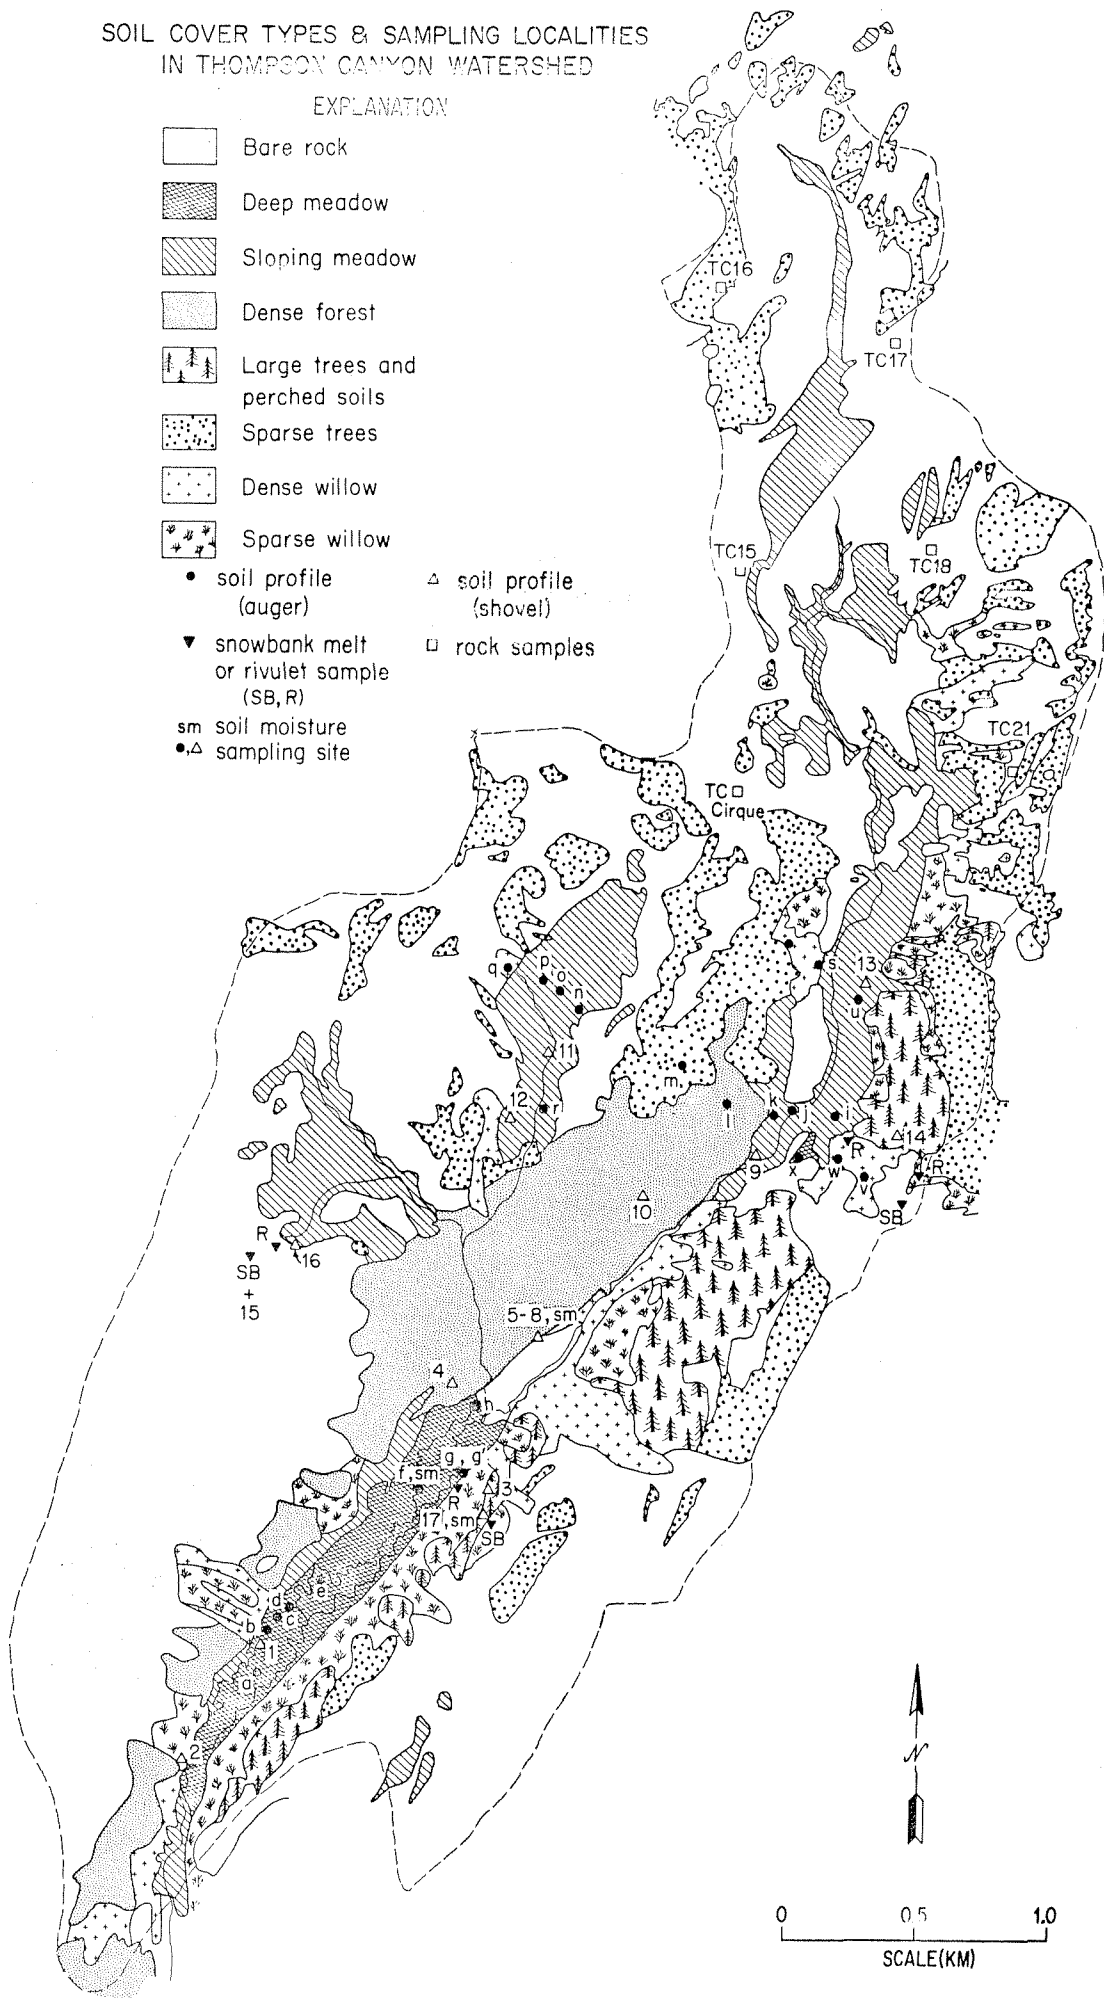 SOIL COVER TYPES & SAMPLING LOCALITIES
IN THOMPSON CANYON WATERSHED
EXPLANATION
Bare rock
Deep meadow
Sloping meadow
Dense forest
Large trees and
perched soils
Sparse trees
Dense willow
Sparse willow
soil profile
(auger)
soil profile
(shovel)
snowbank melt
or rivulet sample
(SB, R)
rock samples
sm soil moisture
●,△ sampling site
TC16
TC17
TC15
TC18
TC21
TC
Cirque
q
p
o
n
s
13
u
11
m
12
r
l
k
j
i
14
R
R
9
x
w
v
SB
10
R
16
SB
+
15
5-8, sm
4
h
g, g'
f, sm
R
3
17, sm
SB
e
d
c
b
1
a
2
N
0 0.5 1.0
SCALE(KM)